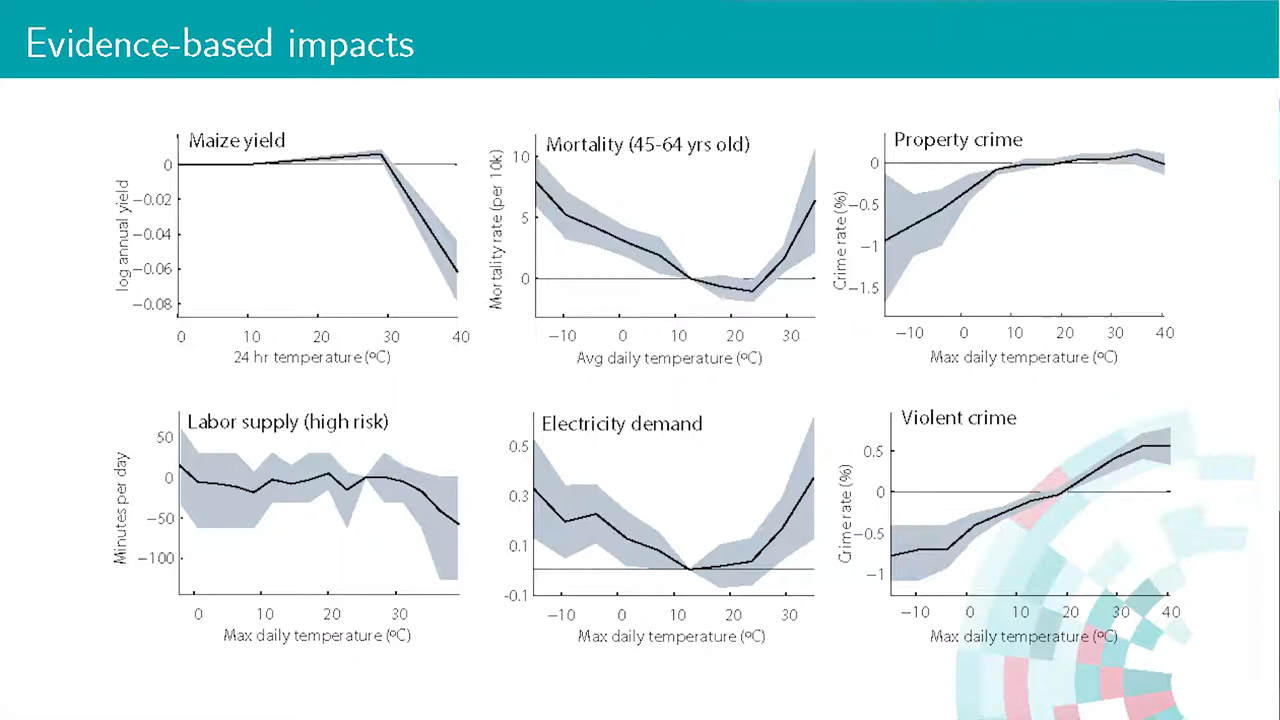 Evidence-based impacts
Maize yield
log annual yield
0
−0.02
−0.04
−0.06
−0.08
0 10 20 30 40
24 hr temperature (ºC)
Mortality (45-64 yrs old)
Mortality rate (per 10k)
10
5
0
−10 0 10 20 30
Avg daily temperature (ºC)
Property crime
Crime rate (%)
0
−0.5
−1
−1.5
−10 0 10 20 30 40
Max daily temperature (ºC)
Labor supply (high risk)
Minutes per day
50
0
−50
−100
0 10 20 30
Max daily temperature (ºC)
Electricity demand
0.5
0.3
0.1
-0.1
−10 0 10 20 30
Max daily temperature (ºC)
Violent crime
Crime rate (%)
0.5
0
−0.5
−1
−10 0 10 20 30 40
Max daily temperature (ºC)